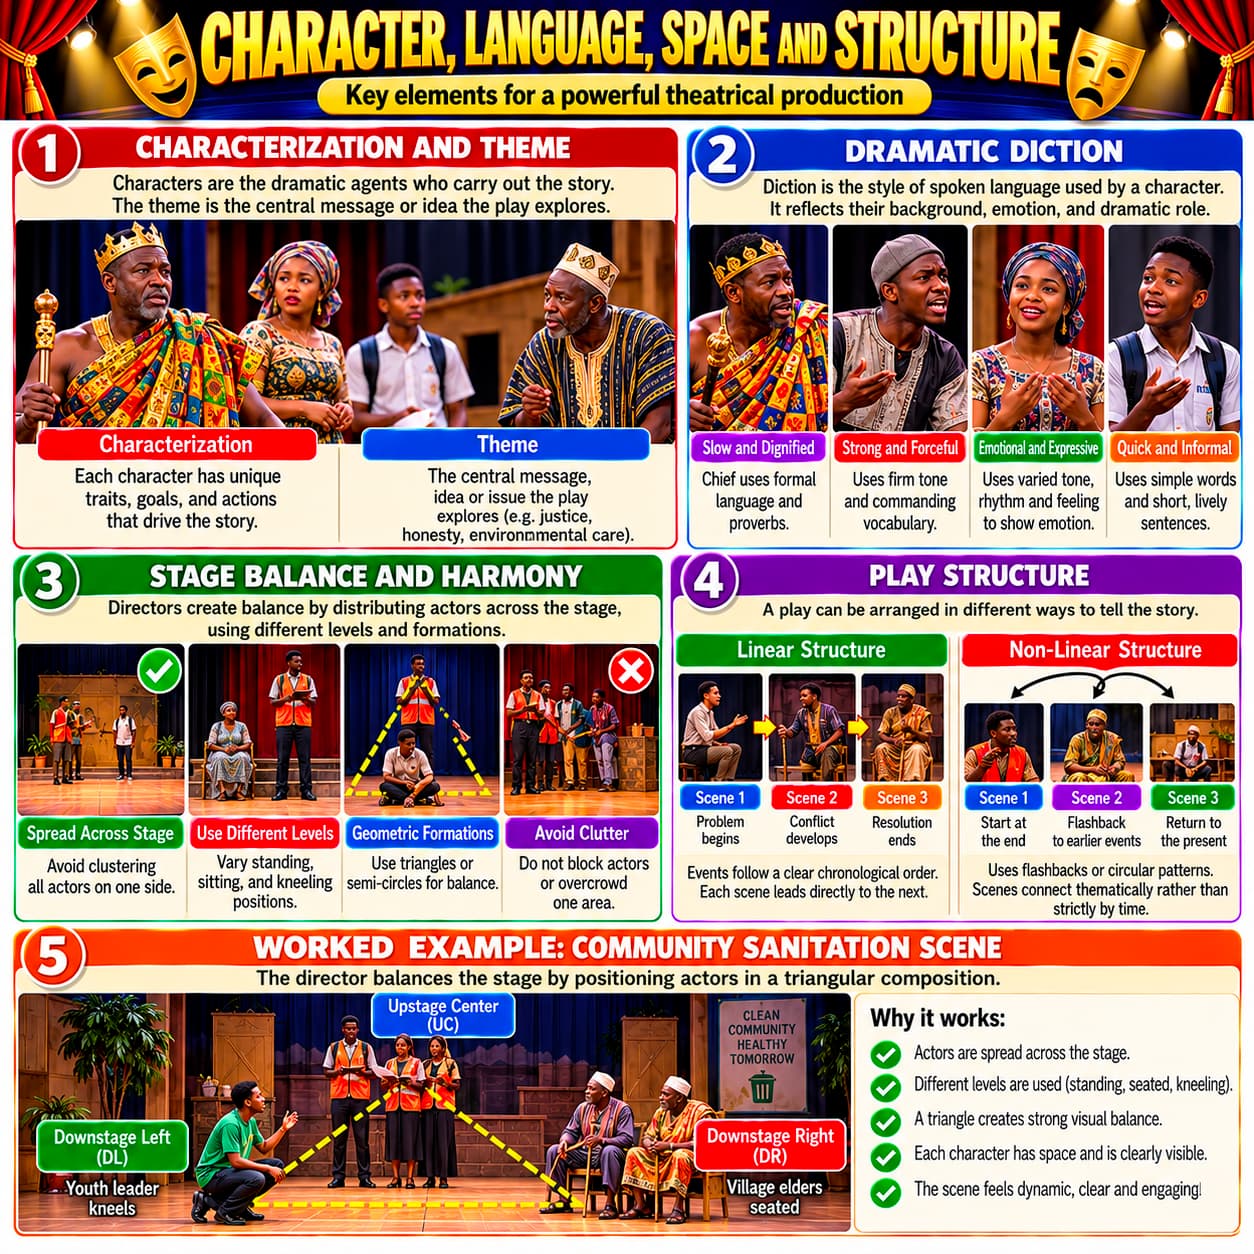 CHARACTER, LANGUAGE, SPACE AND STRUCTURE
Key elements for a powerful theatrical production
1
CHARACTERIZATION AND THEME
Characters are the dramatic agents who carry out the story.
The theme is the central message or idea the play explores.
Characterization
Each character has unique
traits, goals, and actions
that drive the story.
Theme
The central message,
idea or issue the play
explores (e.g. justice,
honesty, environmental care).
2
DRAMATIC DICTION
Diction is the style of spoken language used by a character.
It reflects their background, emotion, and dramatic role.
Slow and Dignified
Chief uses formal
language and
proverbs.
Strong and Forceful
Uses firm tone
and commanding
vocabulary.
Emotional and Expressive
Uses varied tone,
rhythm and feeling
to show emotion.
Quick and Informal
Uses simple words
and short, lively
sentences.
3
STAGE BALANCE AND HARMONY
Directors create balance by distributing actors across the stage,
using different levels and formations.
Spread Across Stage
Avoid clustering
all actors on one side.
Use Different Levels
Vary standing,
sitting, and kneeling
positions.
Geometric Formations
Use triangles or
semi-circles for balance.
Avoid Clutter
Do not block actors
or overcrowd
one area.
4
PLAY STRUCTURE
A play can be arranged in different ways to tell the story.
Linear Structure
Scene 1
Problem
begins
Scene 2
Conflict
develops
Scene 3
Resolution
ends
Events follow a clear chronological order.
Each scene leads directly to the next.
Non-Linear Structure
Scene 1
Start at
the end
Scene 2
Flashback
to earlier events
Scene 3
Return to
the present
Uses flashbacks or circular patterns.
Scenes connect thematically rather than
strictly by time.
5
WORKED EXAMPLE: COMMUNITY SANITATION SCENE
The director balances the stage by positioning actors in a triangular composition.
Upstage Center
(UC)
CLEAN
COMMUNITY
HEALTHY
TOMORROW
Downstage Left
(DL)
Youth leader
kneels
Downstage Right
(DR)
Village elders
seated
Why it works:
Actors are spread across the stage.
Different levels are used (standing, seated, kneeling).
A triangle creates strong visual balance.
Each character has space and is clearly visible.
The scene feels dynamic, clear and engaging!